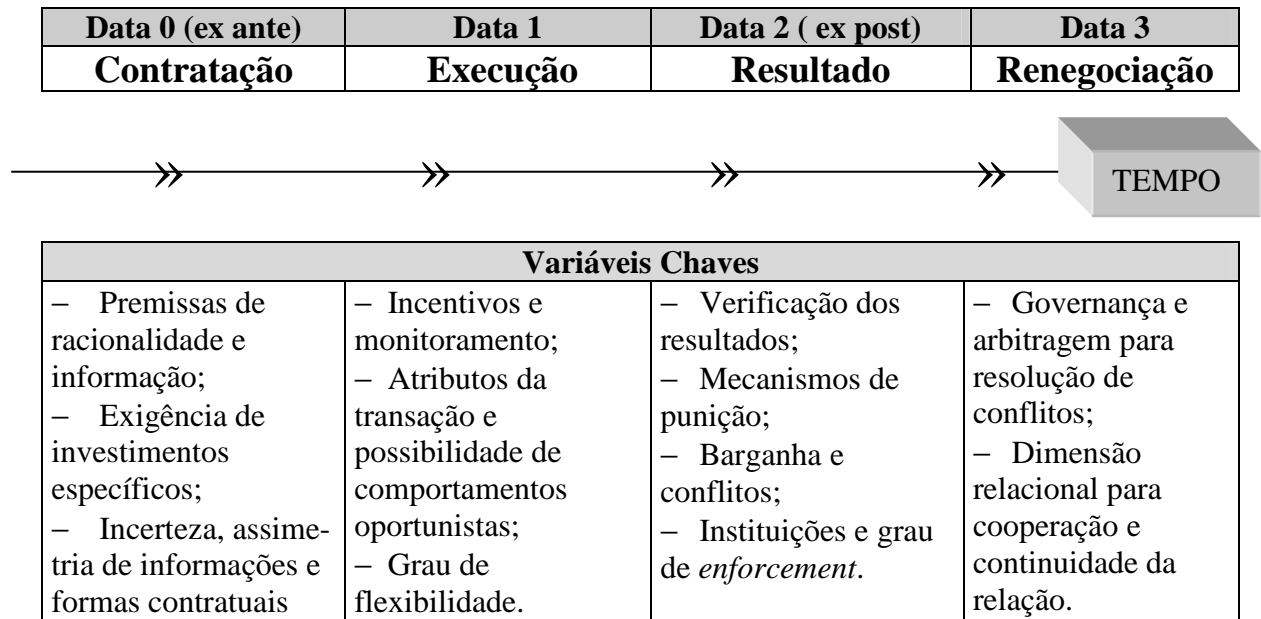 Data 0 (ex ante) Data 1 Data 2 ( ex post) Data 3
Contratação Execução Resultado Renegociação
TEMPO
Variáveis Chaves
− Premissas de
racionalidade e
informação;
− Exigência de
investimentos
específicos;
− Incerteza, assime-
tria de informações e
formas contratuais
− Incentivos e
monitoramento;
− Atributos da
transação e
possibilidade de
comportamentos
oportunistas;
− Grau de
flexibilidade.
− Verificação dos
resultados;
− Mecanismos de
punição;
− Barganha e
conflitos;
− Instituições e grau
de enforcement.
− Governança e
arbitragem para
resolução de
conflitos;
− Dimensão
relacional para
cooperação e
continuidade da
relação.